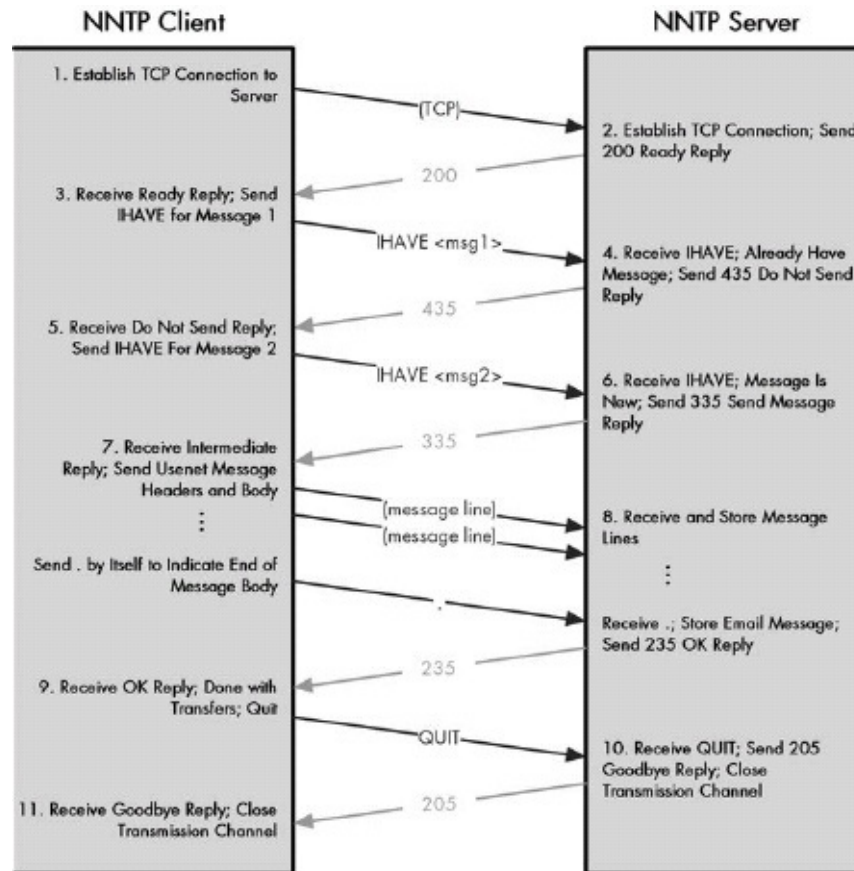 NNTP Client
NNTP Server
1. Establish TCP Connection to
Server
(TCP)
2. Establish TCP Connection; Send
200 Ready Reply
200
3. Receive Ready Reply; Send
IHAVE for Message 1
IHAVE <msg1>
4. Receive IHAVE; Already Have
Message; Send 435 Do Not Send
Reply
435
5. Receive Do Not Send Reply;
Send IHAVE For Message 2
IHAVE <msg2>
6. Receive IHAVE; Message Is
New; Send 335 Send Message
Reply
335
7. Receive Intermediate
Reply; Send Usenet Message
Headers and Body
(message line)
(message line)
8. Receive and Store Message
Lines
Send . by Itself to Indicate End of
Message Body
.
Receive .; Store Email Message;
Send 235 OK Reply
235
9. Receive OK Reply; Done with
Transfers; Quit
QUIT
10. Receive QUIT; Send 205
Goodbye Reply; Close
Transmission Channel
205
11. Receive Goodbye Reply; Close
Transmission Channel